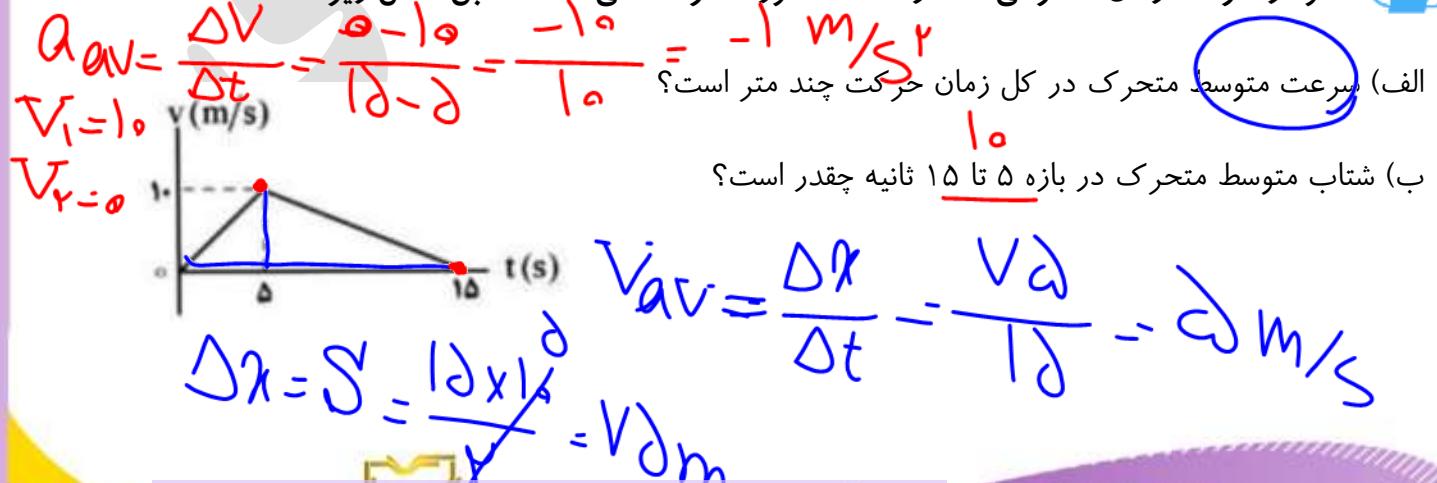 a_av = ΔV/Δt = ۰-۱۰/۱۵-۵ = -۱۰/۱۰ = -۱ m/s²
الف) سرعت متوسط متحرک در کل زمان حرکت چند متر است؟
V₁=۱۰
V₂=۰
v(m/s)
۱۰
ب) شتاب متوسط متحرک در بازه ۵ تا ۱۵ ثانیه چقدر است؟
۱۰
۰
۵
۱۵
t(s)
V_av = Δx/Δt = ۷۵/۱۵ = ۵ m/s
Δx = S = ۱۵×۱۰/۲ = ۷۵m
۵